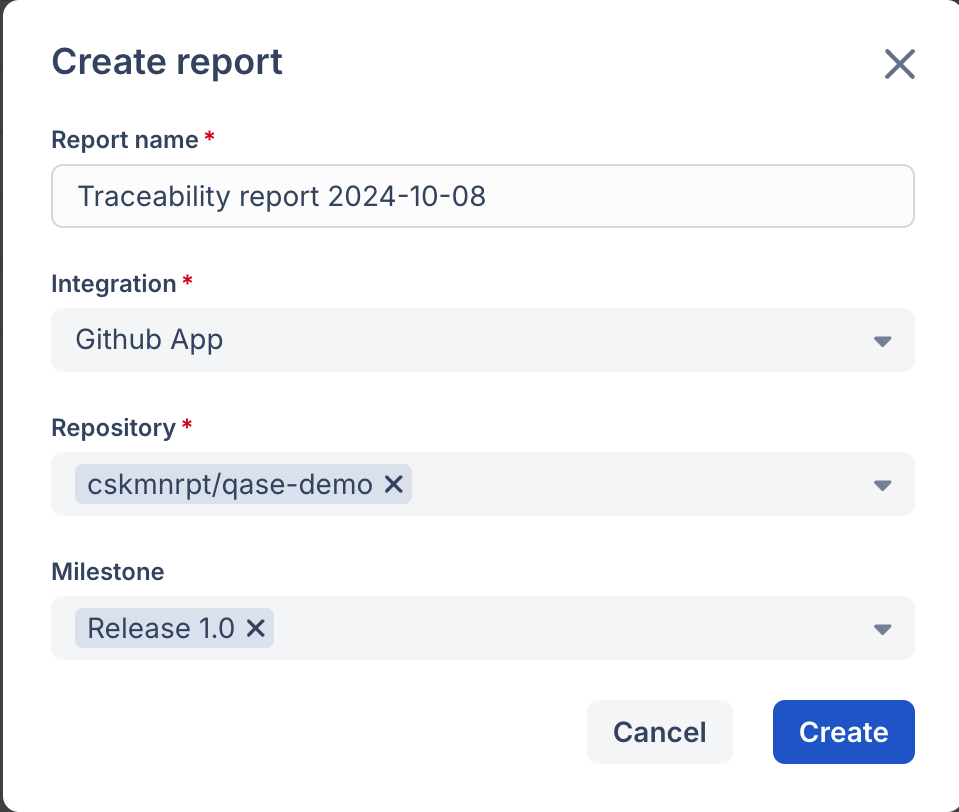 Create report
Report name *
Traceability report 2024-10-08
Integration *
Github App
Repository *
cskmnrpt/qase-demo
Milestone
Release 1.0
Cancel
Create